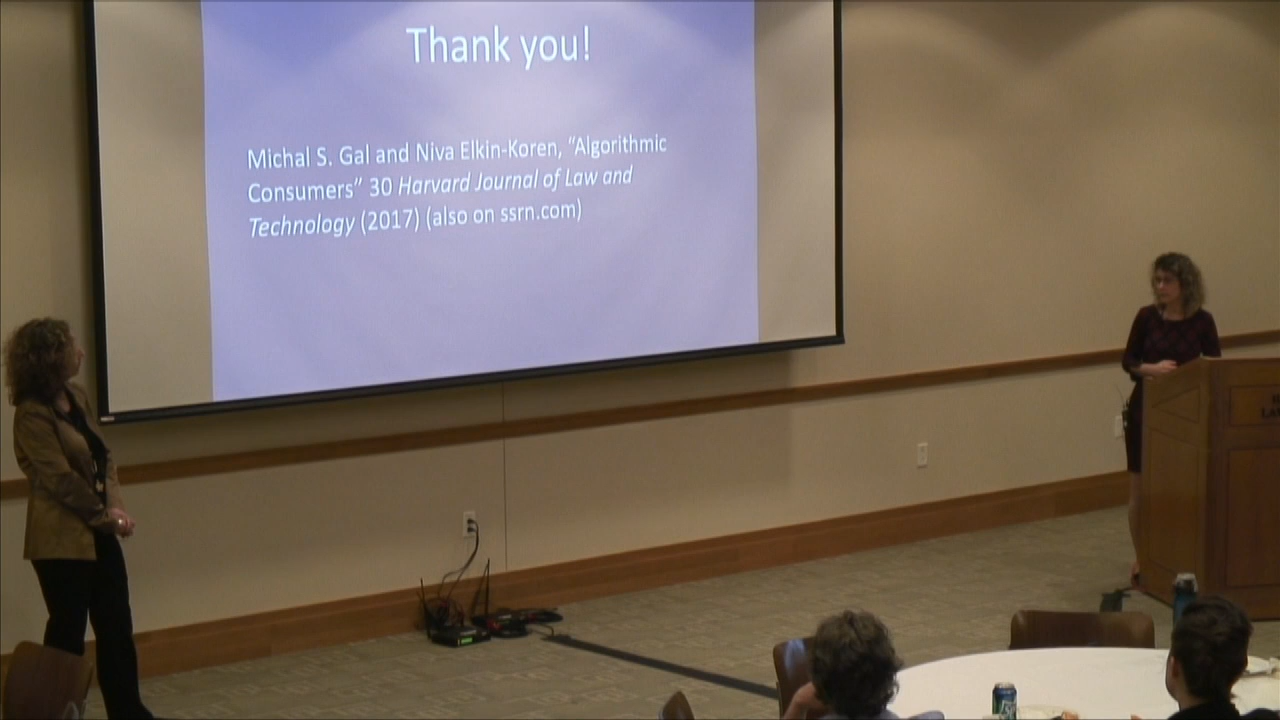 Thank you!
Michal S. Gal and Niva Elkin-Koren, “Algorithmic
Consumers” 30 Harvard Journal of Law and
Technology (2017) (also on ssrn.com)